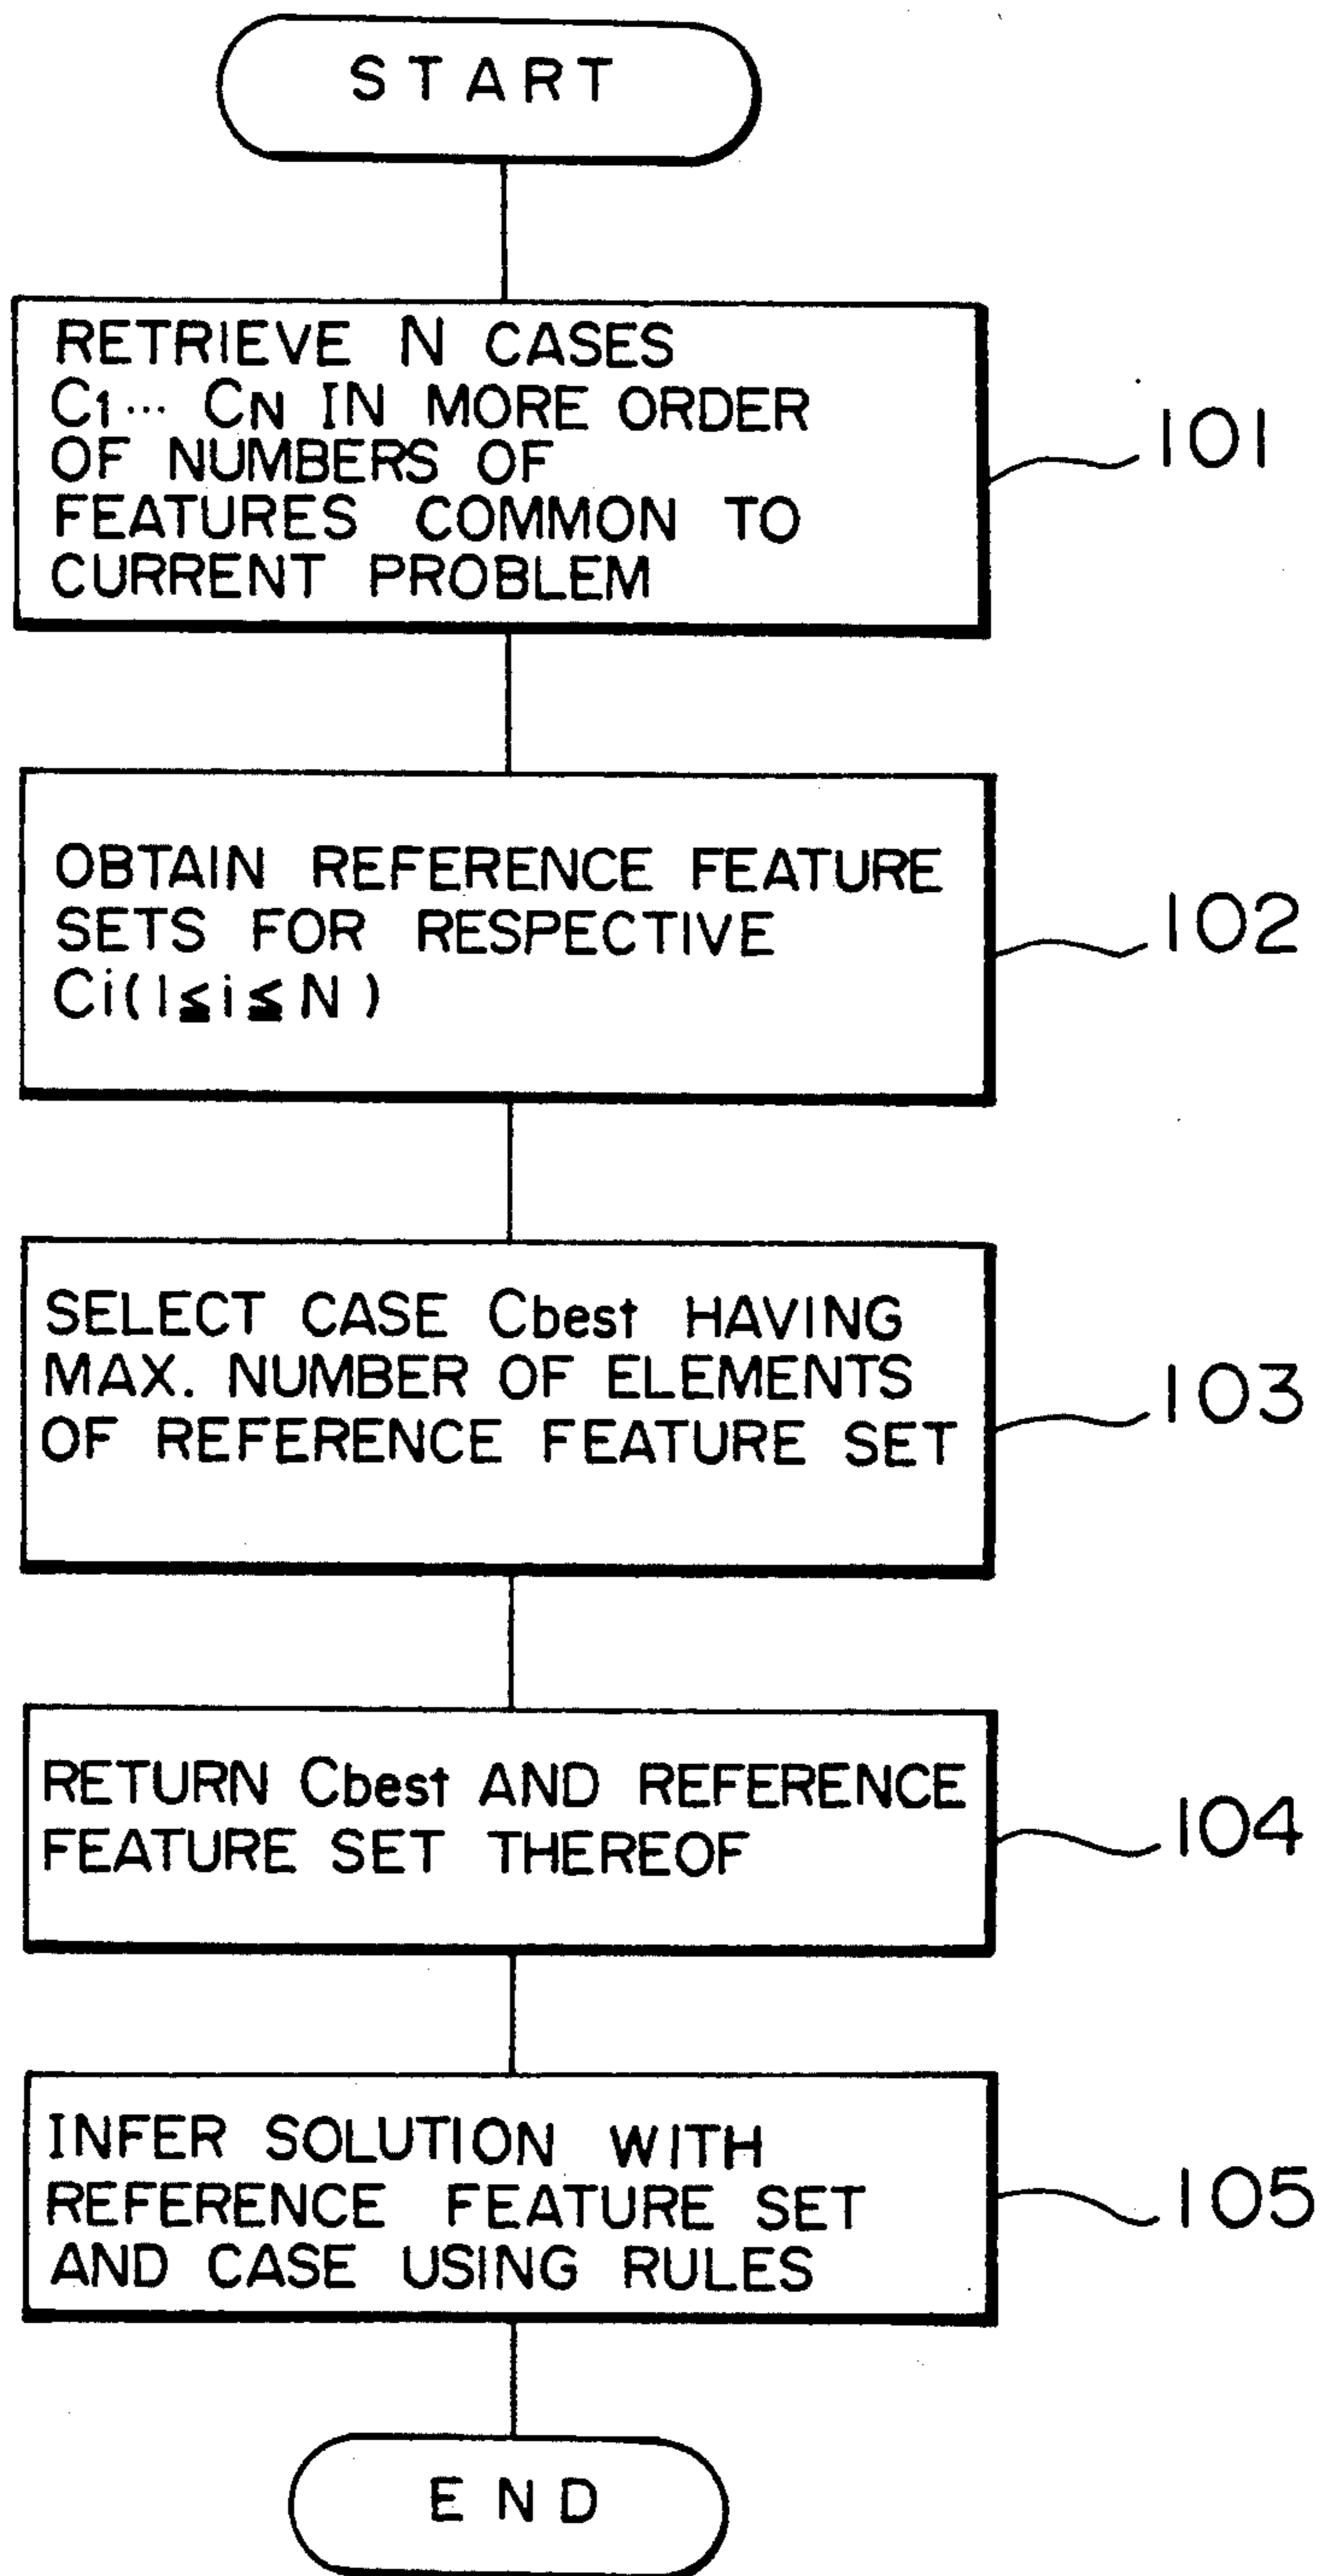 START
RETRIEVE N CASES
C1... CN IN MORE ORDER
OF NUMBERS OF
FEATURES COMMON TO
CURRENT PROBLEM
101
OBTAIN REFERENCE FEATURE
SETS FOR RESPECTIVE
Ci(1≦i≦N)
102
SELECT CASE Cbest HAVING
MAX. NUMBER OF ELEMENTS
OF REFERENCE FEATURE SET
103
RETURN Cbest AND REFERENCE
FEATURE SET THEREOF
104
INFER SOLUTION WITH
REFERENCE FEATURE SET
AND CASE USING RULES
105
END